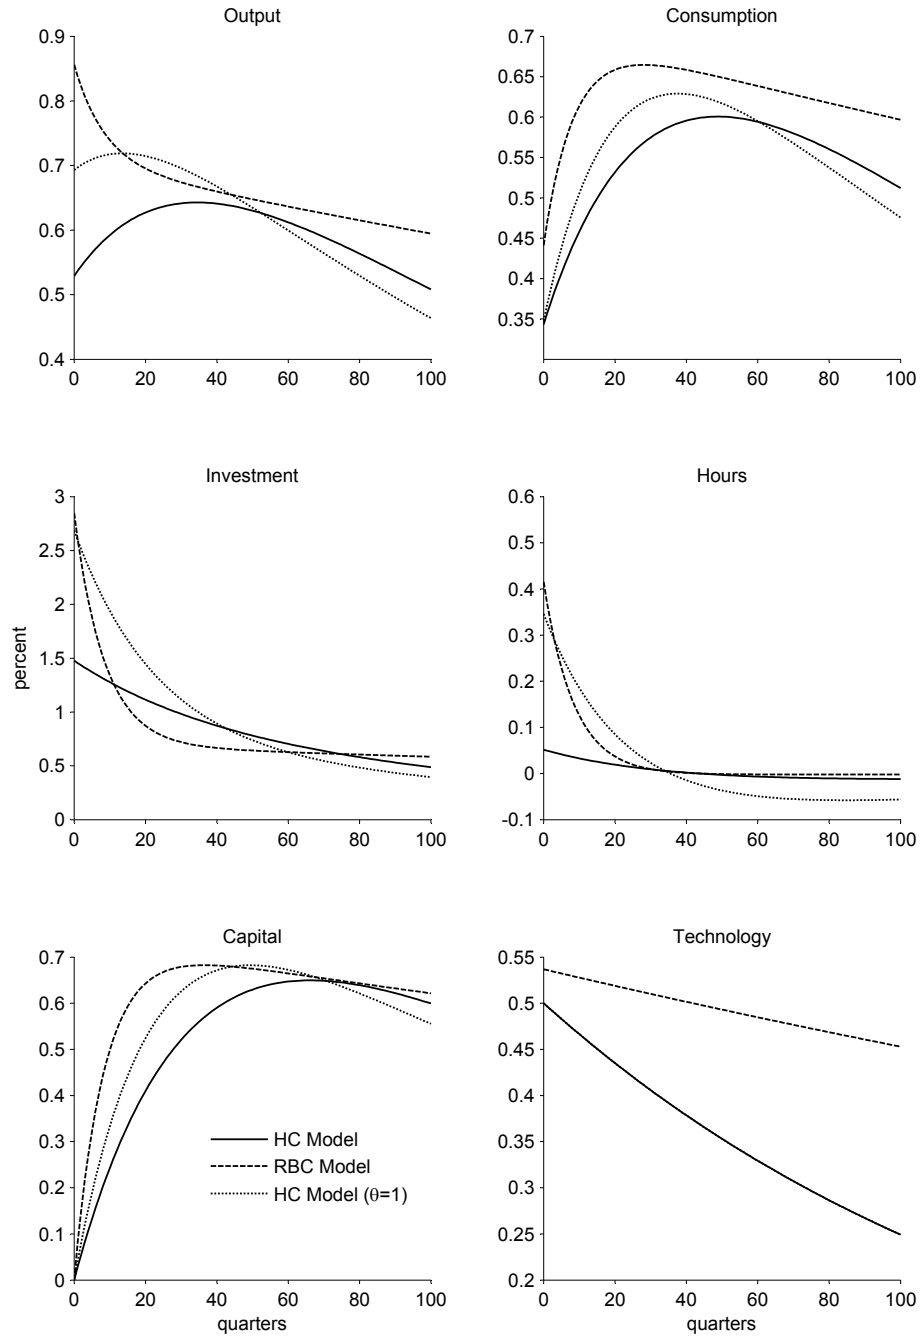 Output
0.9
0.8
0.7
0.6
0.5
0.4
0 20 40 60 80 100
Consumption
0.7
0.65
0.6
0.55
0.5
0.45
0.4
0.35
0 20 40 60 80 100
Investment
3
2.5
2
1.5
1
0.5
0
percent
0 20 40 60 80 100
Hours
0.6
0.5
0.4
0.3
0.2
0.1
0
-0.1
0 20 40 60 80 100
Capital
0.7
0.6
0.5
0.4
0.3
0.2
0.1
0
HC Model
RBC Model
HC Model (θ=1)
0 20 40 60 80 100
quarters
Technology
0.55
0.5
0.45
0.4
0.35
0.3
0.25
0.2
0 20 40 60 80 100
quarters